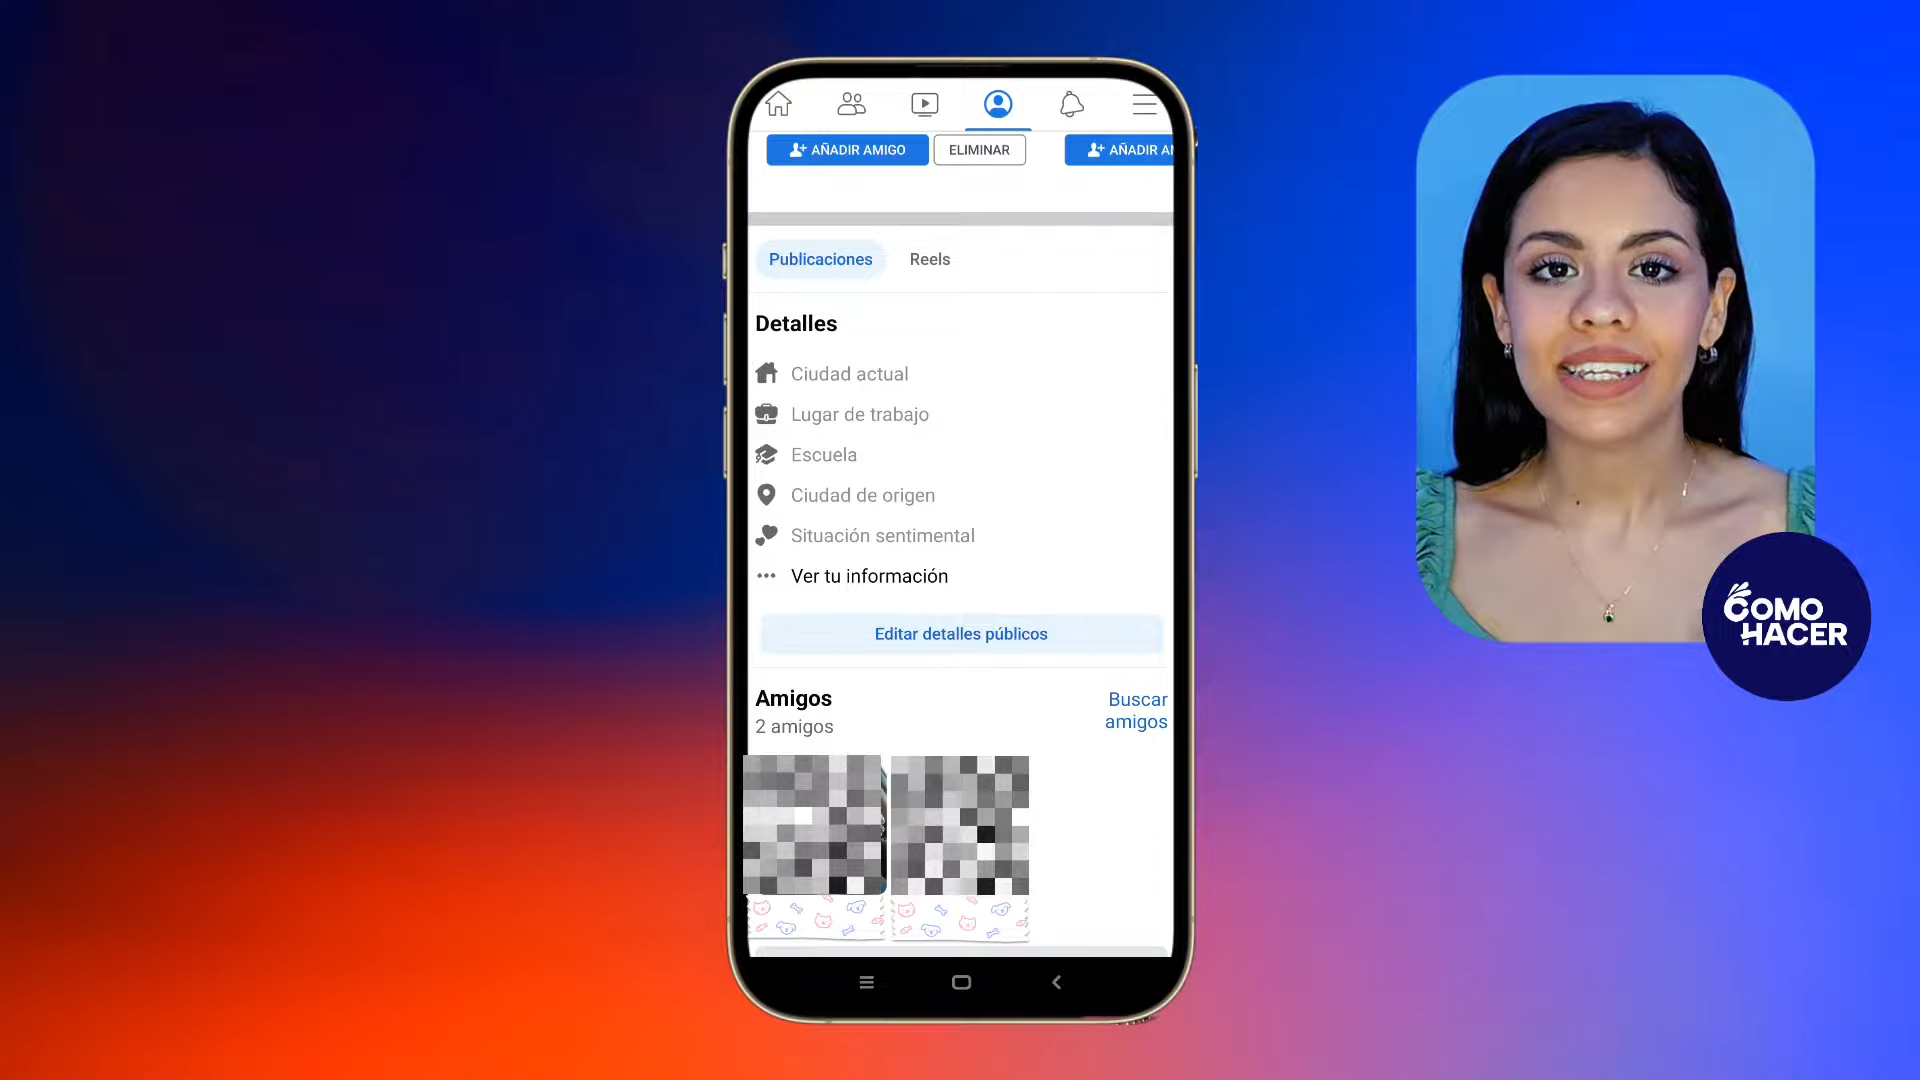 AÑADIR AMIGO
ELIMINAR
AÑADIR A
Publicaciones
Reels
Detalles
Ciudad actual
Lugar de trabajo
Escuela
Ciudad de origen
Situación sentimental
Ver tu información
Editar detalles públicos
Amigos
Buscar
amigos
2 amigos
COMO
HACER